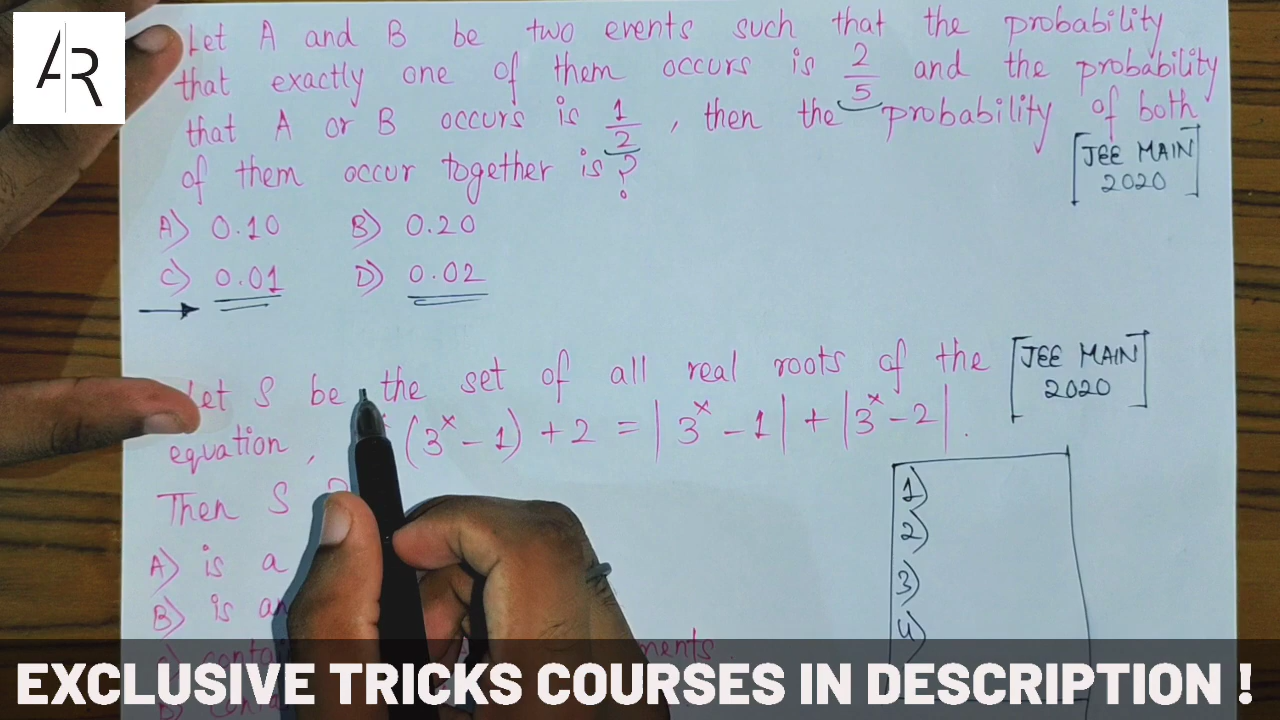 AR
Let A and B be two events such that the probability
that exactly one of them occurs is 2/5 and the probability
that A or B occurs is 1/2, then the probability of both
of them occur together is ?
[JEE MAIN
2020]
A) 0.10 B) 0.20
C) 0.01 D) 0.02
Let S be the set of all real roots of the
[JEE MAIN
2020]
equation, (3^x - 1) + 2 = |3^x - 1| + |3^x - 2|.
Then S
1)
2)
3)
4)
A) is a
B) is an
EXCLUSIVE TRICKS COURSES IN DESCRIPTION !